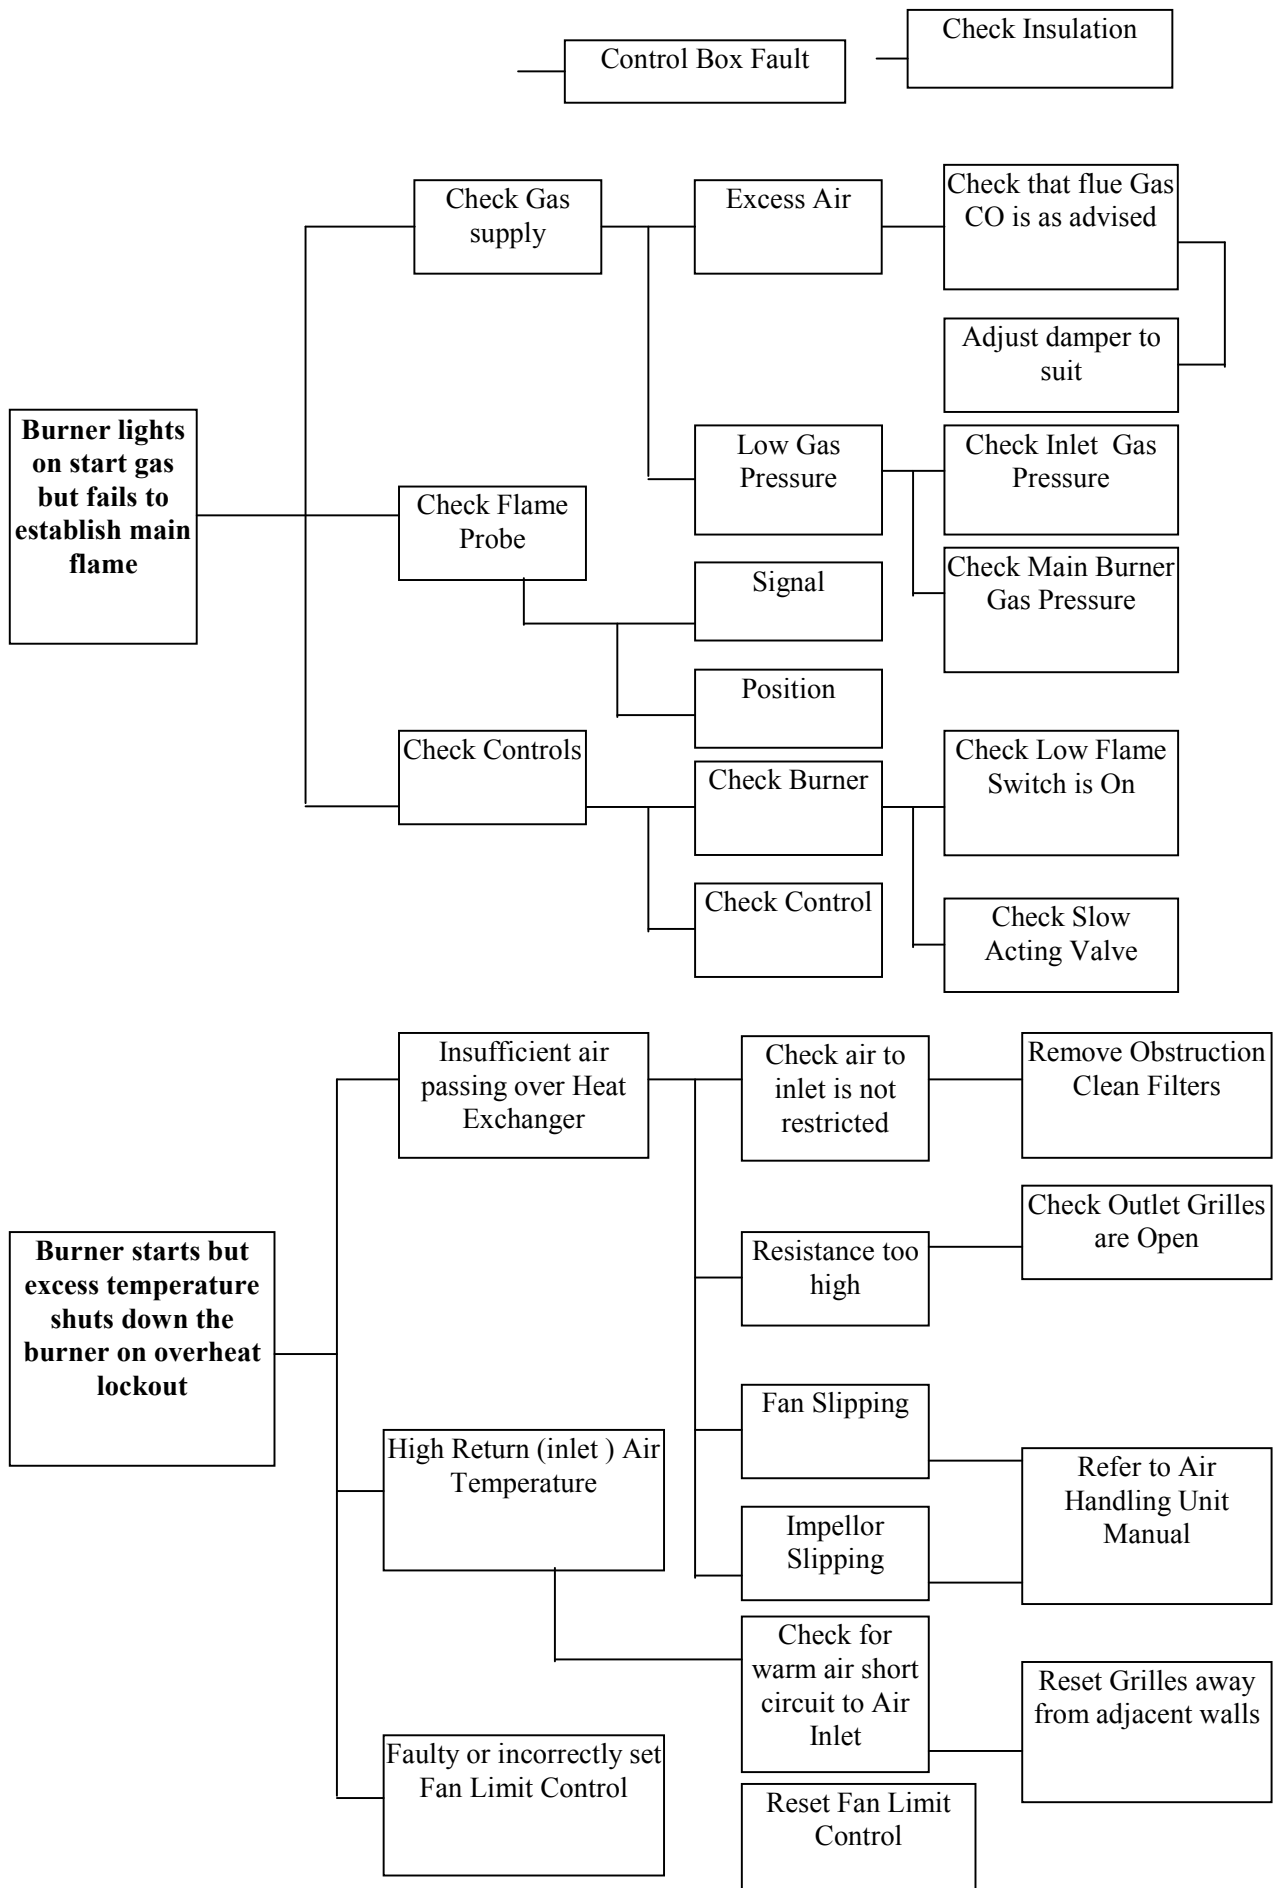 Control Box Fault
Check Insulation
Check Gas
supply
Excess Air
Check that flue Gas
CO is as advised
Adjust damper to
suit
Burner lights
on start gas
but fails to
establish main
flame
Low Gas
Pressure
Check Inlet Gas
Pressure
Check Flame
Probe
Check Main Burner
Gas Pressure
Signal
Position
Check Controls
Check Burner
Check Low Flame
Switch is On
Check Control
Check Slow
Acting Valve
Insufficient air
passing over Heat
Exchanger
Check air to
inlet is not
restricted
Remove Obstruction
Clean Filters
Burner starts but
excess temperature
shuts down the
burner on overheat
lockout
Resistance too
high
Check Outlet Grilles
are Open
Fan Slipping
High Return (inlet ) Air
Temperature
Refer to Air
Handling Unit
Manual
Impellor
Slipping
Check for
warm air short
circuit to Air
Inlet
Reset Grilles away
from adjacent walls
Faulty or incorrectly set
Fan Limit Control
Reset Fan Limit
Control